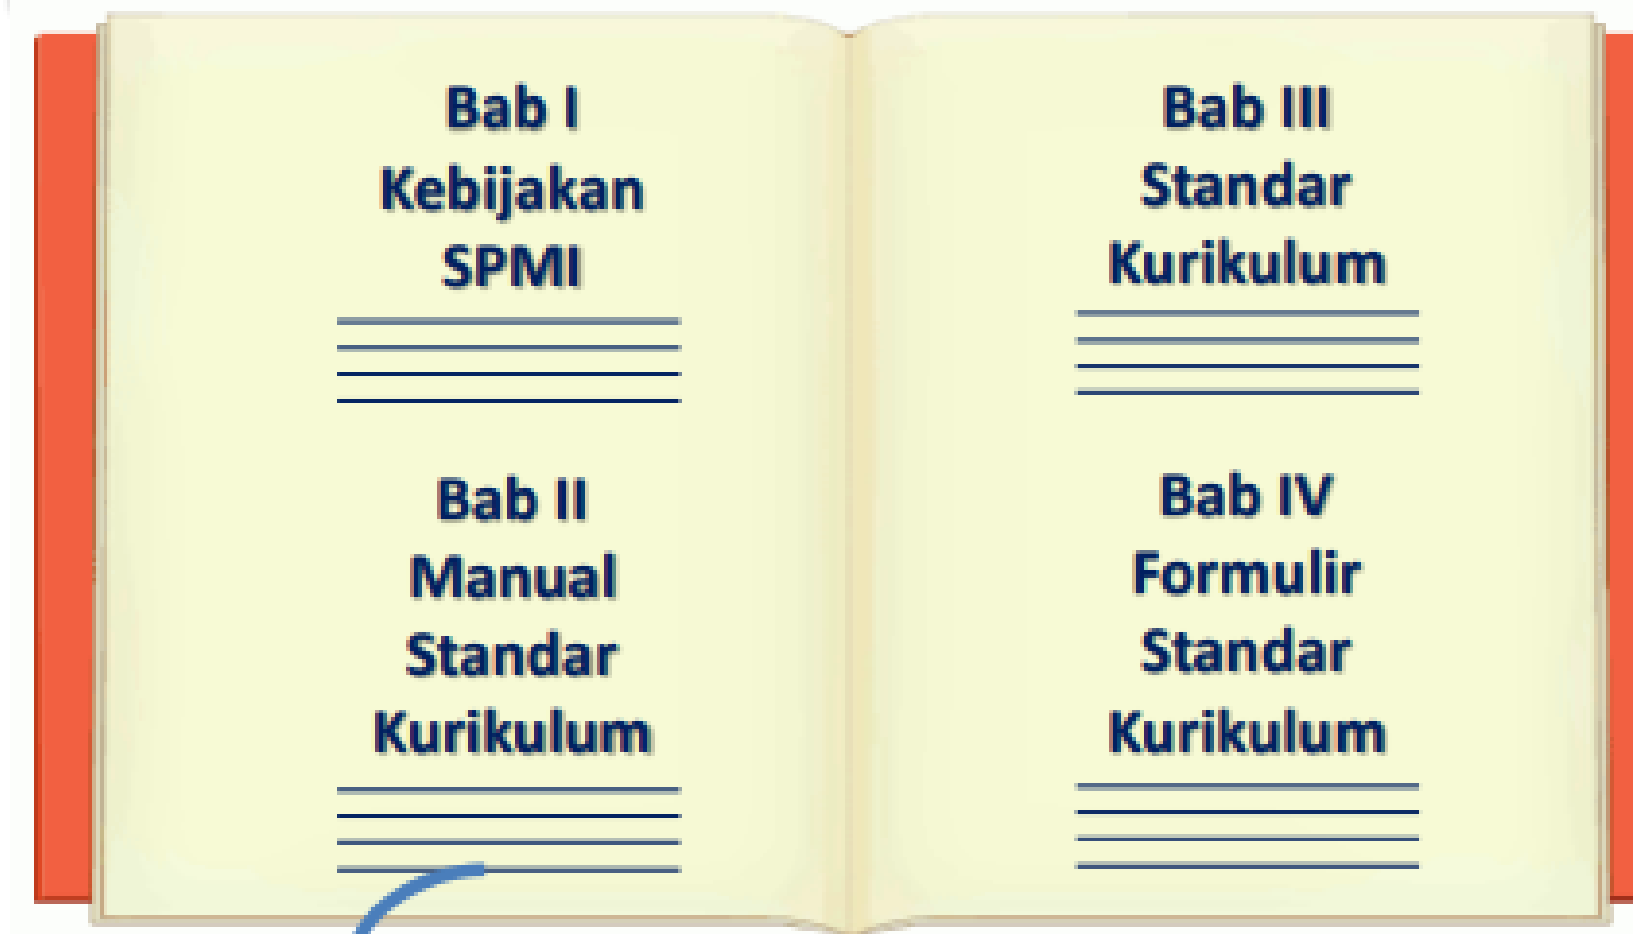 Bab I
Kebijakan
SPMI
Bab II
Manual
Standar
Kurikulum
Bab III
Standar
Kurikulum
Bab IV
Formulir
Standar
Kurikulum